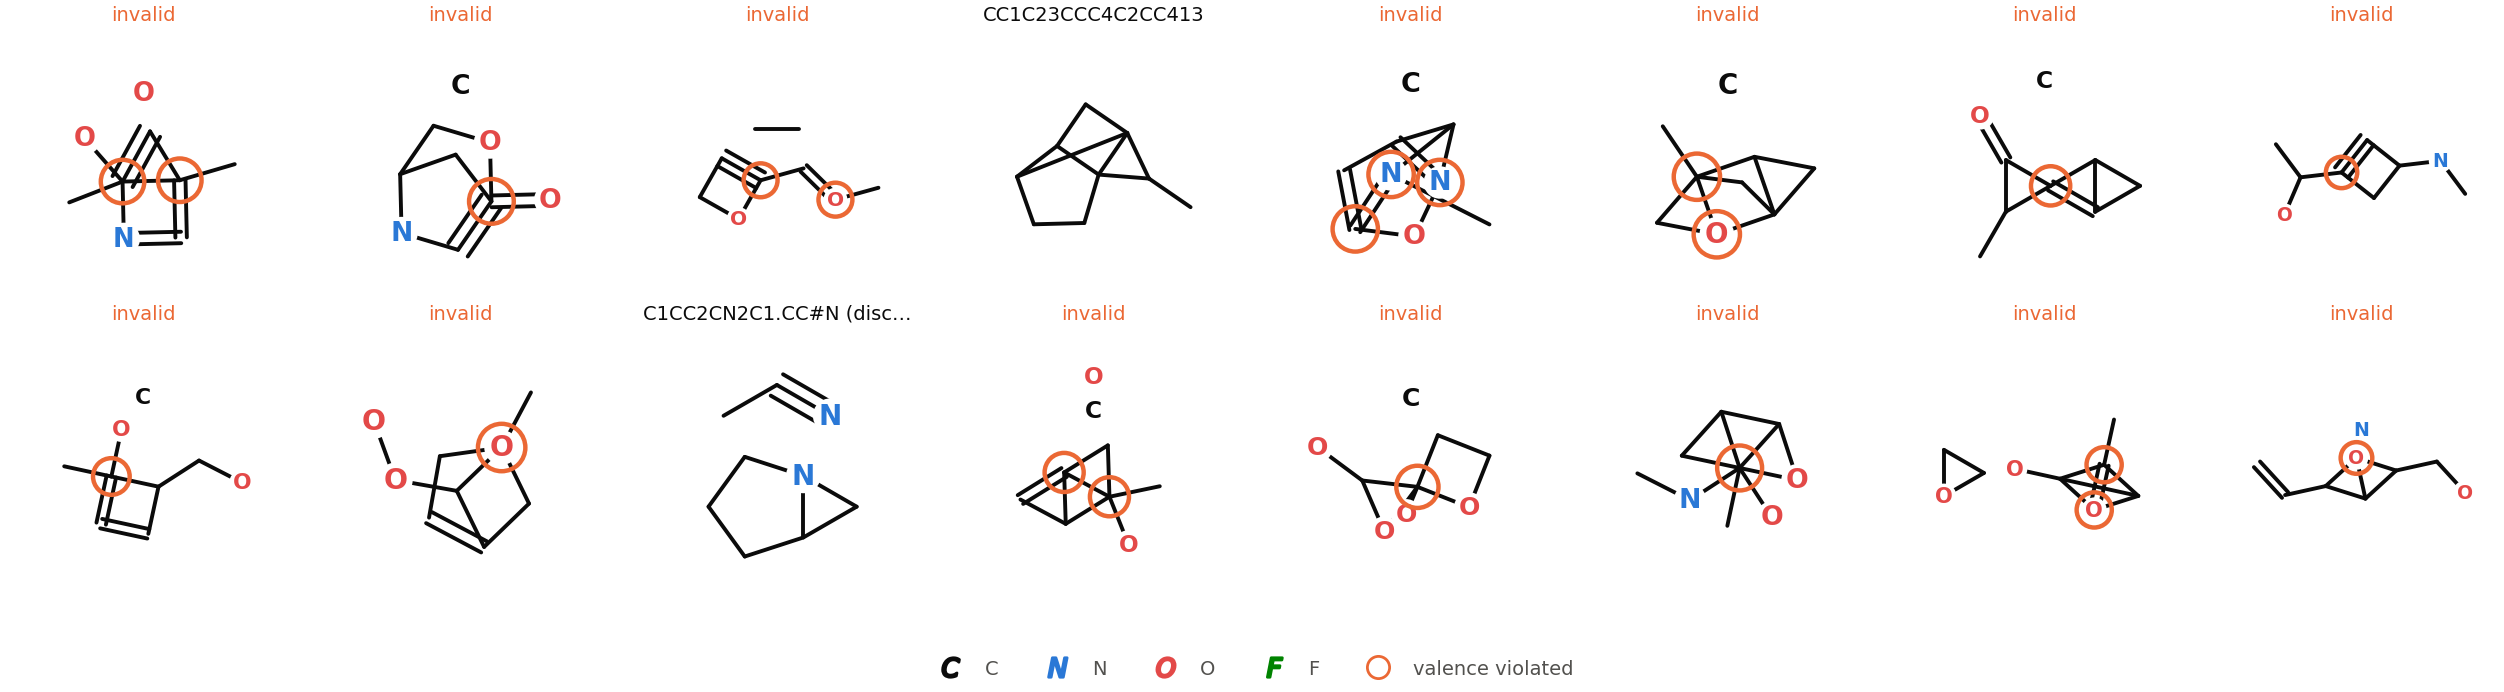 invalid invalid invalid CC1C23CCC4C2CC413 invalid invalid invalid invalid
O C C C C
O O O
N N O
O O N
N O O O O O
N
invalid invalid C1CC2CN2C1.CC#N (disc... invalid invalid invalid invalid invalid
O
C C C
O O N O N
O N O O O
O O O O O
O N O O O
O O O
C C N N O O F F valence violated